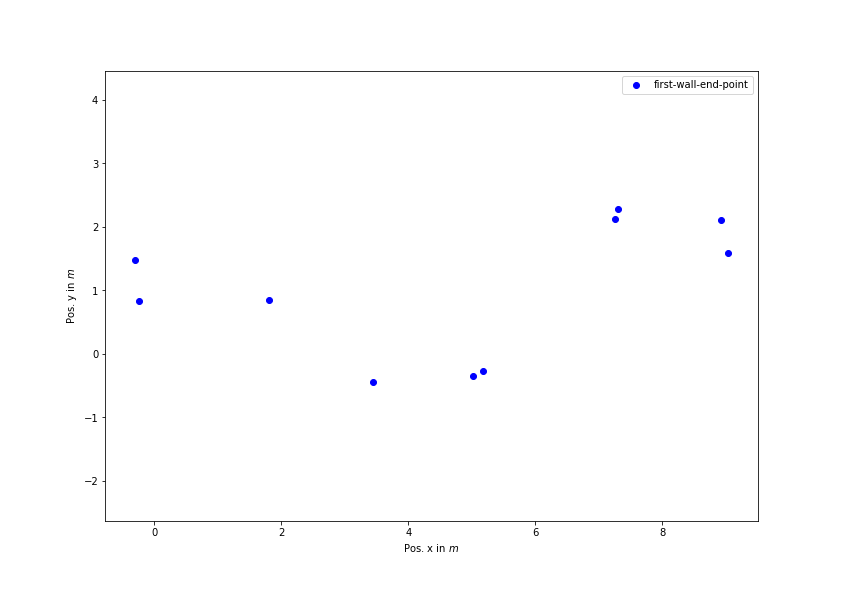 first-wall-end-point
4
3
2
1
0
−1
−2
Pos. y in m
0 2 4 6 8
Pos. x in m